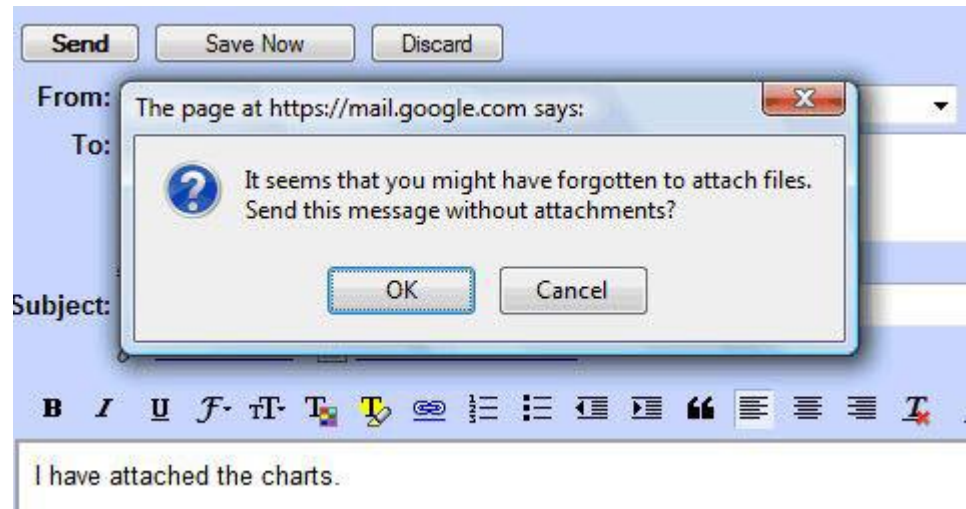 Send Save Now Discard
From:
The page at https://mail.google.com says:
To:
It seems that you might have forgotten to attach files.
Send this message without attachments?
OK Cancel
Subject:
B I U F TT T T T
I have attached the charts.